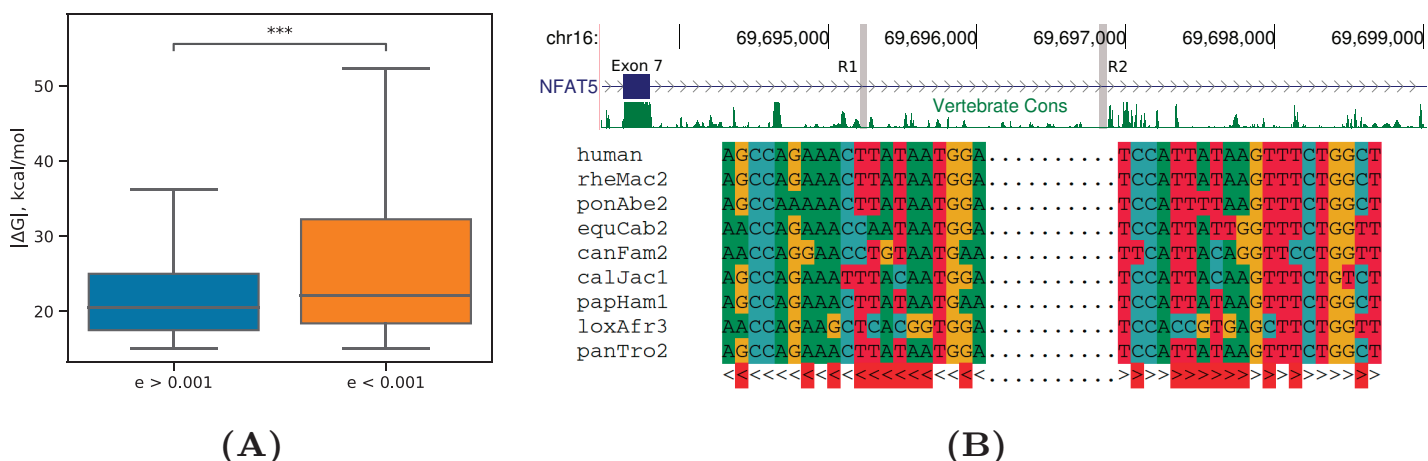 (A)
***
50
40
30
20
|ΔG|, kcal/mol
e > 0.001
e < 0.001
(B)
chr16:
69,695,000
69,696,000
69,697,000
69,698,000
69,699,000
Exon 7
R1
R2
NFAT5
Vertebrate Cons
human AGCCAGAAACTTATAATGGA..........TCCATTATAAGTTTCTGGCT
rheMac2 AGCCAGAAACTTATAATGGA..........TCCATTATAAGTTTCTGGCT
ponAbe2 AGCCAAAAACTTATAATGGA..........TCCATTTTAAGTTTCTGGCT
equCab2 AACCAGAAACCAATAATGGA..........TCCATTATTGGTTTCTGGTT
canFam2 AACCAGGAACCTGTAATGAA..........TTCATTACAGGTTCCTGGTT
calJac1 AGCCAGAAATTTACAATGGA..........TCCATTACAAGTTTCTGTCT
papHam1 AGCCAGAAACTTATAATGAA..........TCCATTATAAGTTTCTGGCT
loxAfr3 AACCAGAAGCTCACGGTGGA..........TCCACCGTGAGCTTCTGGTT
panTro2 AGCCAGAAACTTATAATGGA..........TCCATTATAAGTTTCTGGCT
<<<<<<<<<<<<<<<<<<<<..........>>>>>>>>>>>>>>>>>>>>